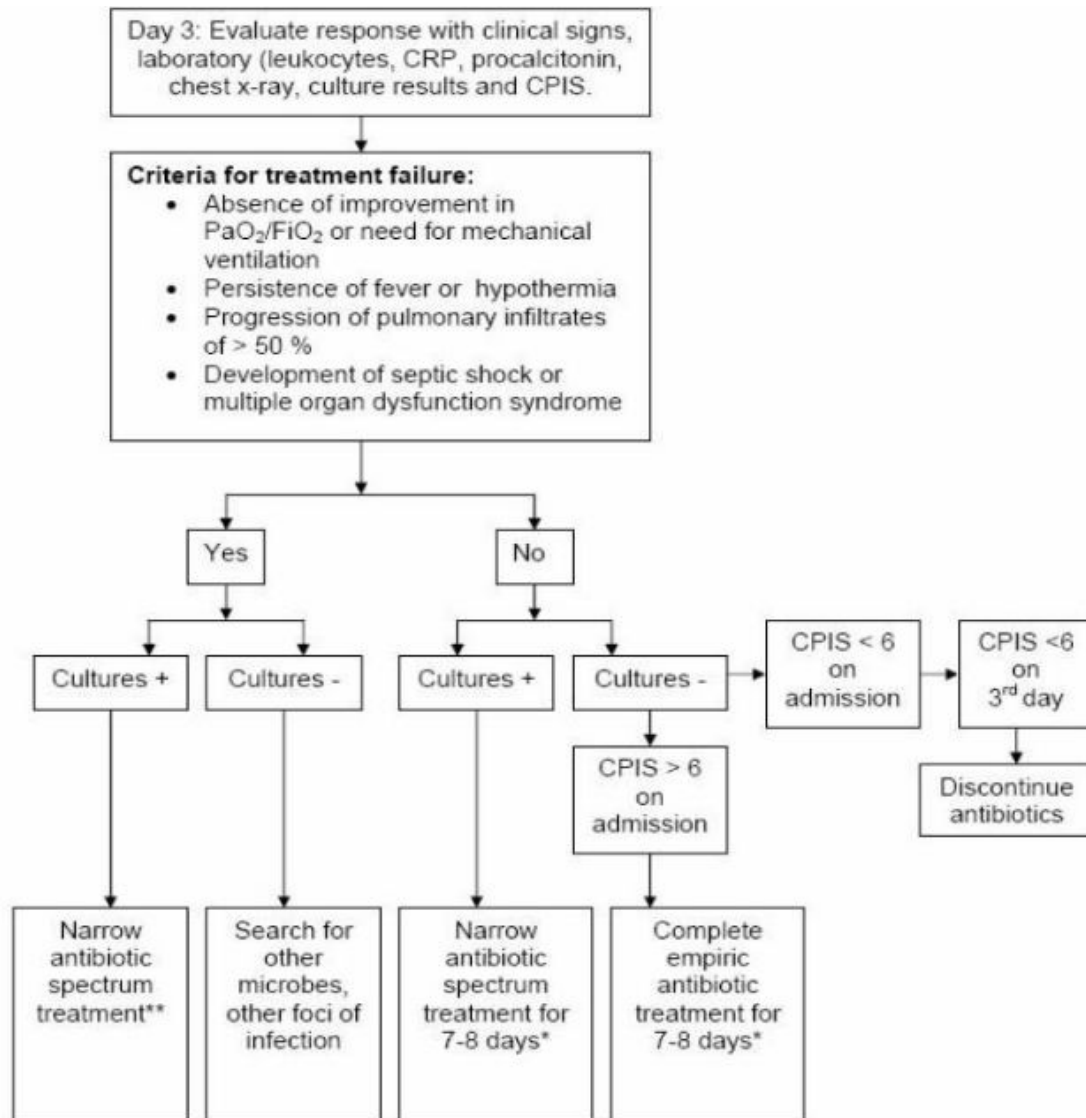 Day 3: Evaluate response with clinical signs,
laboratory (leukocytes, CRP, procalcitonin,
chest x-ray, culture results and CPIS.
Criteria for treatment failure:
• Absence of improvement in
PaO₂/FiO₂ or need for mechanical
ventilation
• Persistence of fever or hypothermia
• Progression of pulmonary infiltrates
of > 50 %
• Development of septic shock or
multiple organ dysfunction syndrome
Yes
No
Cultures +
Cultures -
Cultures +
Cultures -
CPIS < 6
on
admission
CPIS <6
on
3rd day
CPIS > 6
on
admission
Discontinue
antibiotics
Narrow
antibiotic
spectrum
treatment**
Search for
other
microbes,
other foci of
infection
Narrow
antibiotic
spectrum
treatment for
7-8 days*
Complete
empiric
antibiotic
treatment for
7-8 days*